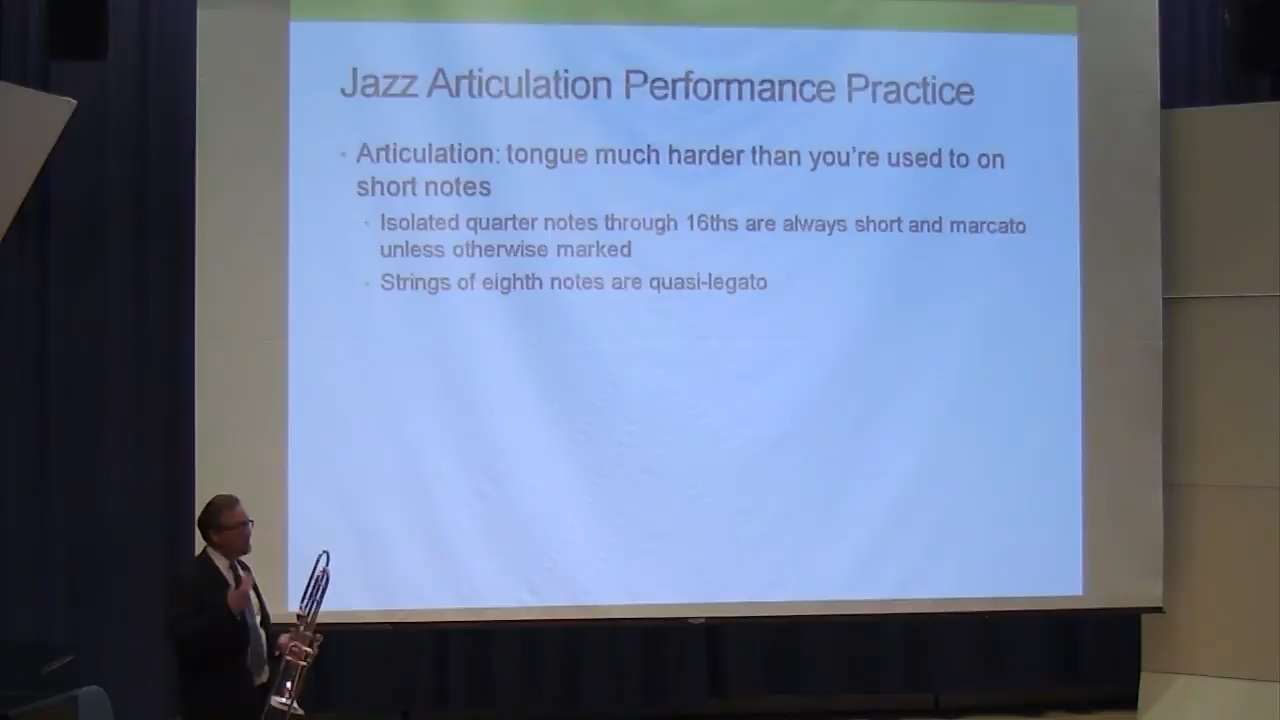 Jazz Articulation Performance Practice
· Articulation: tongue much harder than you're used to on
short notes
· Isolated quarter notes through 16ths are always short and marcato
unless otherwise marked
· Strings of eighth notes are quasi-legato